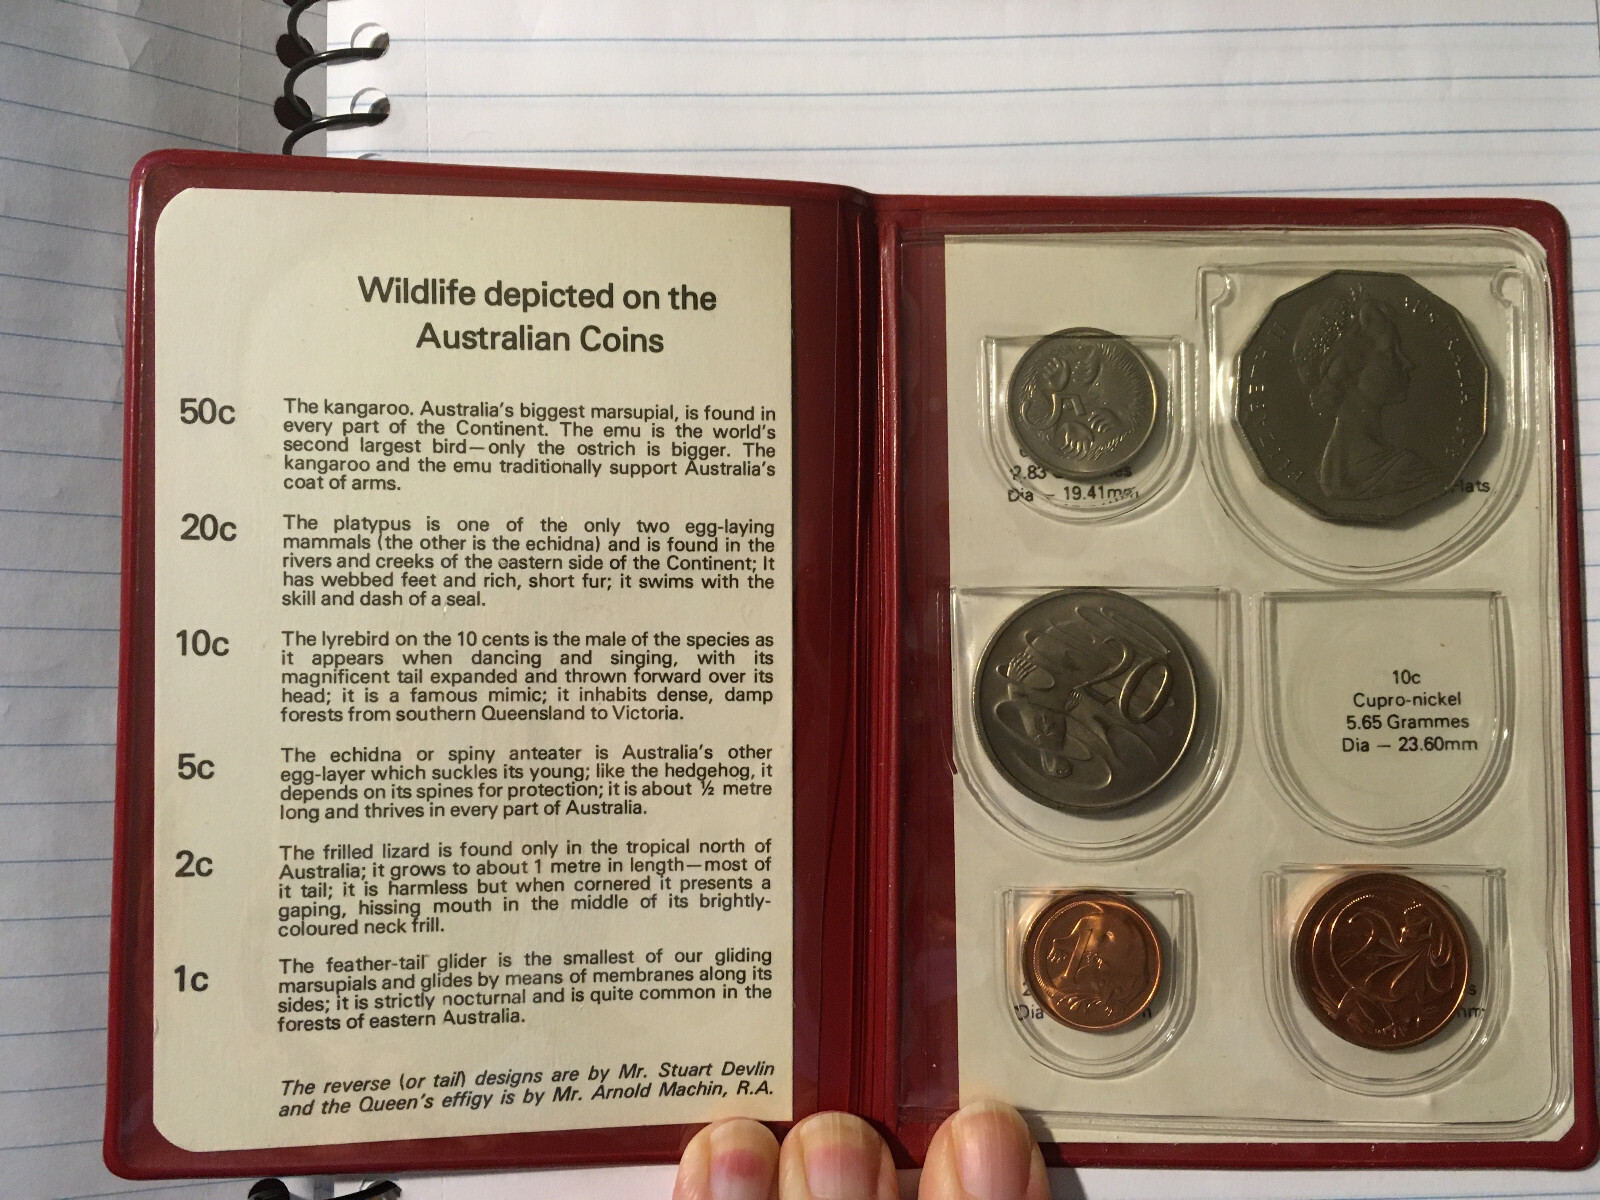 Wildlife depicted on the
Australian Coins
50c
The kangaroo. Australia's biggest marsupial, is found in
every part of the Continent. The emu is the world's
second largest bird—only the ostrich is bigger. The
kangaroo and the emu traditionally support Australia's
coat of arms.
20c
The platypus is one of the only two egg-laying
mammals (the other is the echidna) and is found in the
rivers and creeks of the eastern side of the Continent; It
has webbed feet and rich, short fur; it swims with the
skill and dash of a seal.
10c
The lyrebird on the 10 cents is the male of the species as
it appears when dancing and singing, with its
magnificent tail expanded and thrown forward over its
head; it is a famous mimic; it inhabits dense, damp
forests from southern Queensland to Victoria.
5c
The echidna or spiny anteater is Australia's other
egg-layer which suckles its young; like the hedgehog, it
depends on its spines for protection; it is about ½ metre
long and thrives in every part of Australia.
2c
The frilled lizard is found only in the tropical north of
Australia; it grows to about 1 metre in length—most of
it tail; it is harmless but when cornered it presents a
gaping, hissing mouth in the middle of its brightly-
coloured neck frill.
1c
The feather-tail glider is the smallest of our gliding
marsupials and glides by means of membranes along its
sides; it is strictly nocturnal and is quite common in the
forests of eastern Australia.
The reverse (or tail) designs are by Mr. Stuart Devlin
and the Queen's effigy is by Mr. Arnold Machin, R.A.
5
2.83
Dia – 19.41mm
ELIZABETH II AUSTRALIA
20
10c
Cupro-nickel
5.65 Grammes
Dia – 23.60mm
1
Dia
2